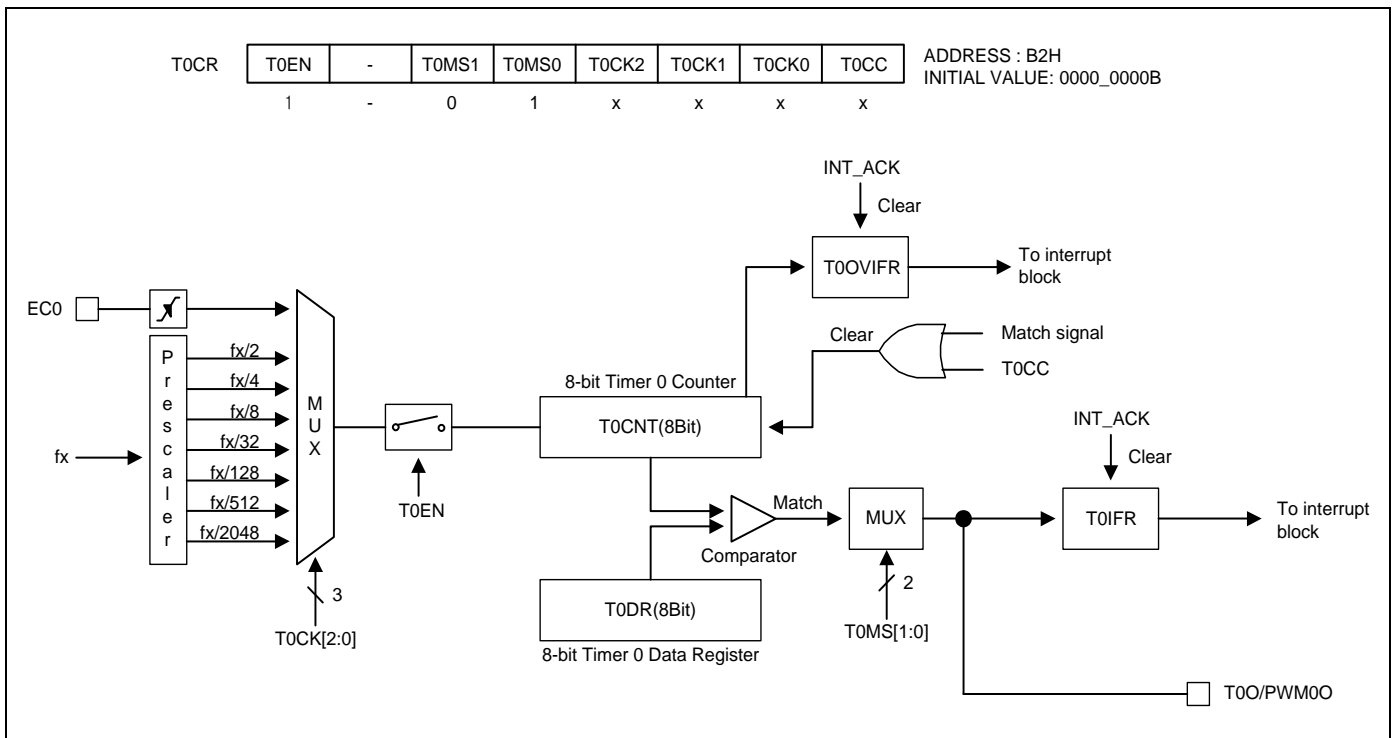 T0CR T0EN - T0MS1 T0MS0 T0CK2 T0CK1 T0CK0 T0CC
ADDRESS : B2H
INITIAL VALUE: 0000_0000B
1 - 0 1 x x x x
INT_ACK
Clear
T0OVIFR
To interrupt
block
EC0
Prescaler
fx
fx/2
fx/4
fx/8
fx/32
fx/128
fx/512
fx/2048
MUX
3
T0CK[2:0]
T0EN
8-bit Timer 0 Counter
T0CNT(8Bit)
Clear
Match signal
T0CC
Comparator
Match
T0DR(8Bit)
8-bit Timer 0 Data Register
MUX
2
T0MS[1:0]
INT_ACK
Clear
T0IFR
To interrupt
block
T0O/PWM0O